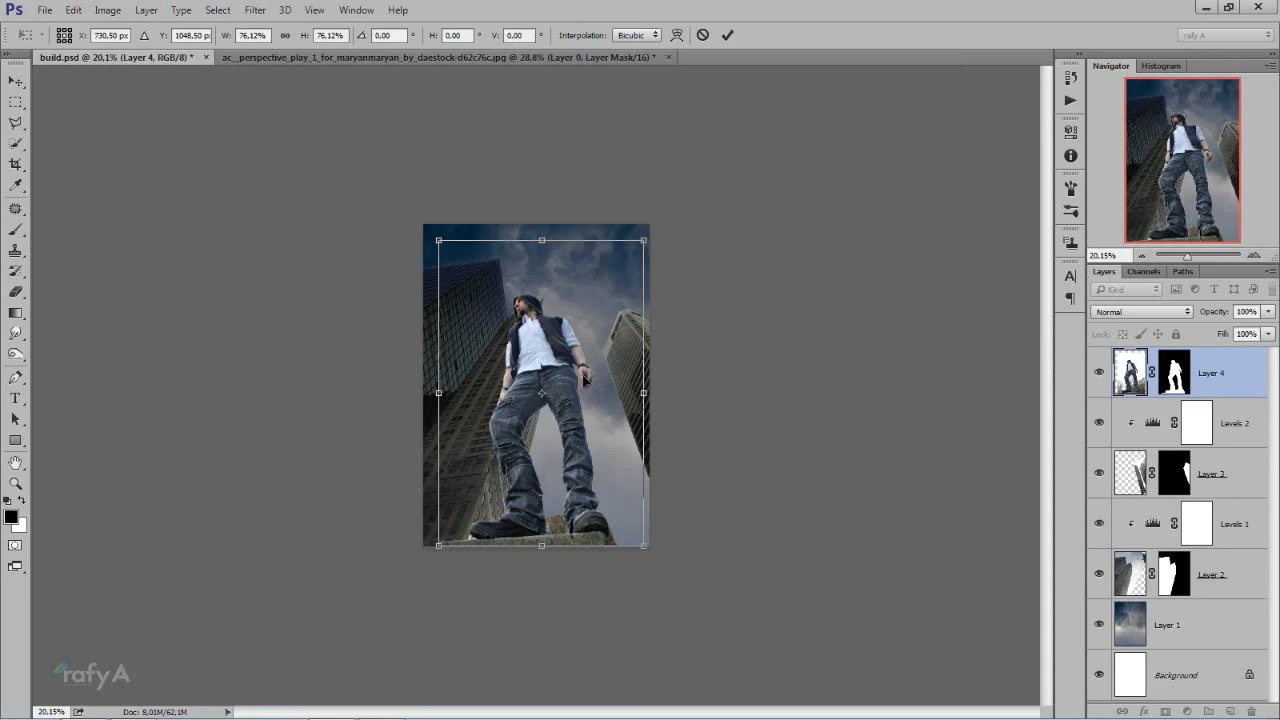 Ps File Edit Image Layer Type Select Filter 3D View Window Help
X: 730,50 px Y: 1048,50 px W: 76,12% H: 76,12% 0,00 ° H: 0,00 ° V: 0,00 ° Interpolation: Bicubic rafy A
build.psd @ 20,1% (Layer 4, RGB/8) * × ac__perspective_play_1_for_maryanmaryan_by_daestock-d62c76c.jpg @ 28,8% (Layer 0, Layer Mask/16) * ×
Navigator Histogram
20,15%
Layers Channels Paths
Kind
Normal Opacity: 100%
Lock: Fill: 100%
Layer 4
Levels 2
Layer 3
Levels 1
Layer 2
Layer 1
Background
rafy A
20,15% Doc: 8,01M/62,1M